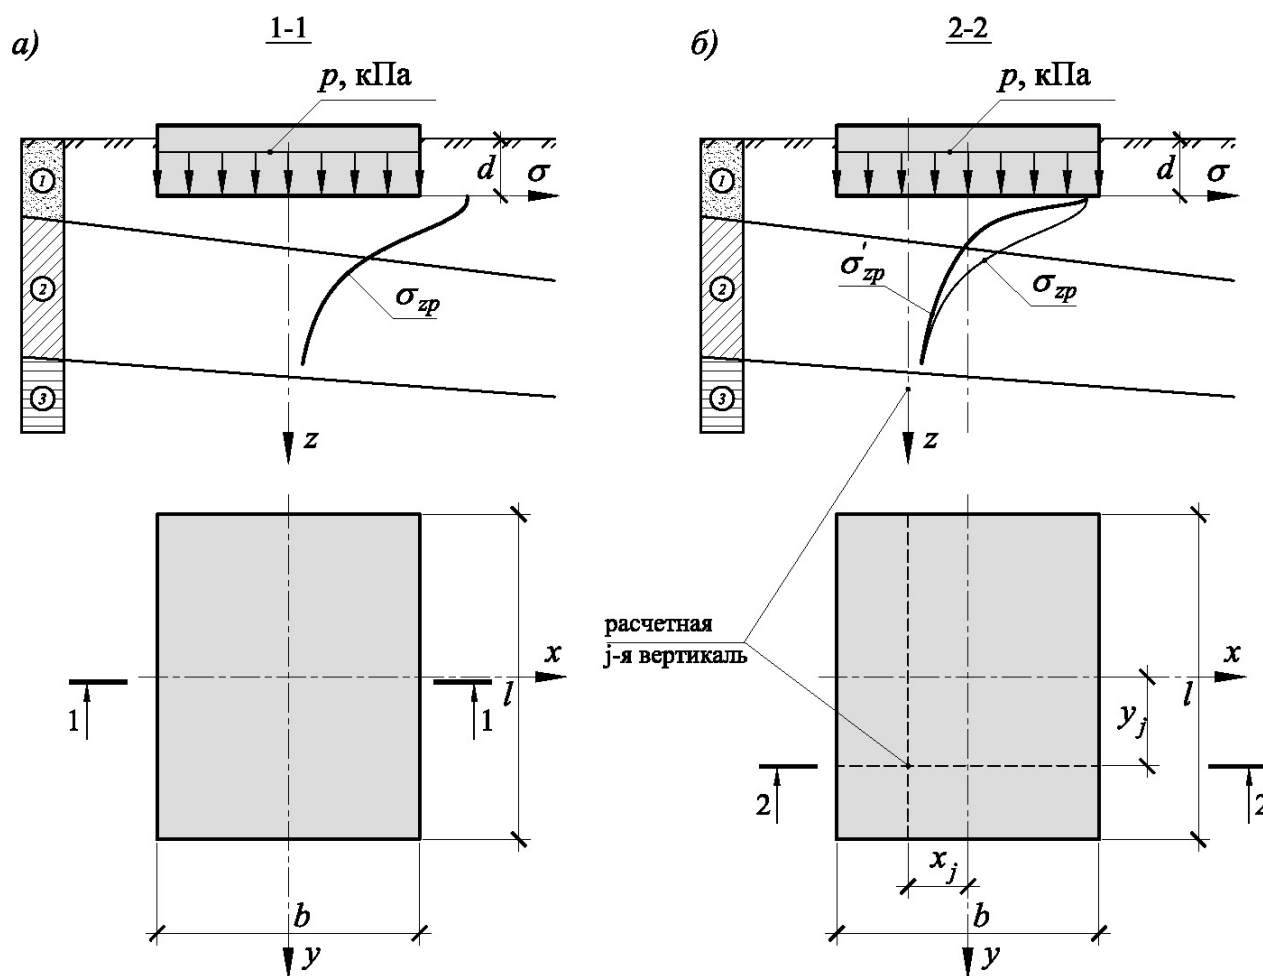 а)
1-1
p, кПа
d
σ
1
2
3
σzp
z
x
l
1
1
b
y
б)
2-2
p, кПа
d
σ
1
2
3
σ'zp
σzp
z
расчетная
j-я вертикаль
x
l
yj
2
2
xj
b
y